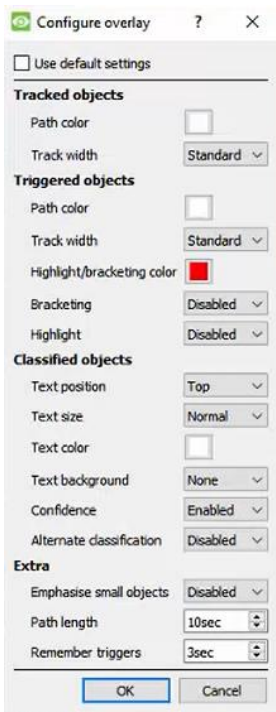 Configure overlay ?
Use default settings
Tracked objects
Path color
Track width Standard
Triggered objects
Path color
Track width Standard
Highlight/bracketing color
Bracketing Disabled
Highlight Disabled
Classified objects
Text position Top
Text size Normal
Text color
Text background None
Confidence Enabled
Alternate classification Disabled
Extra
Emphasise small objects Disabled
Path length 10sec
Remember triggers 3sec
OK Cancel